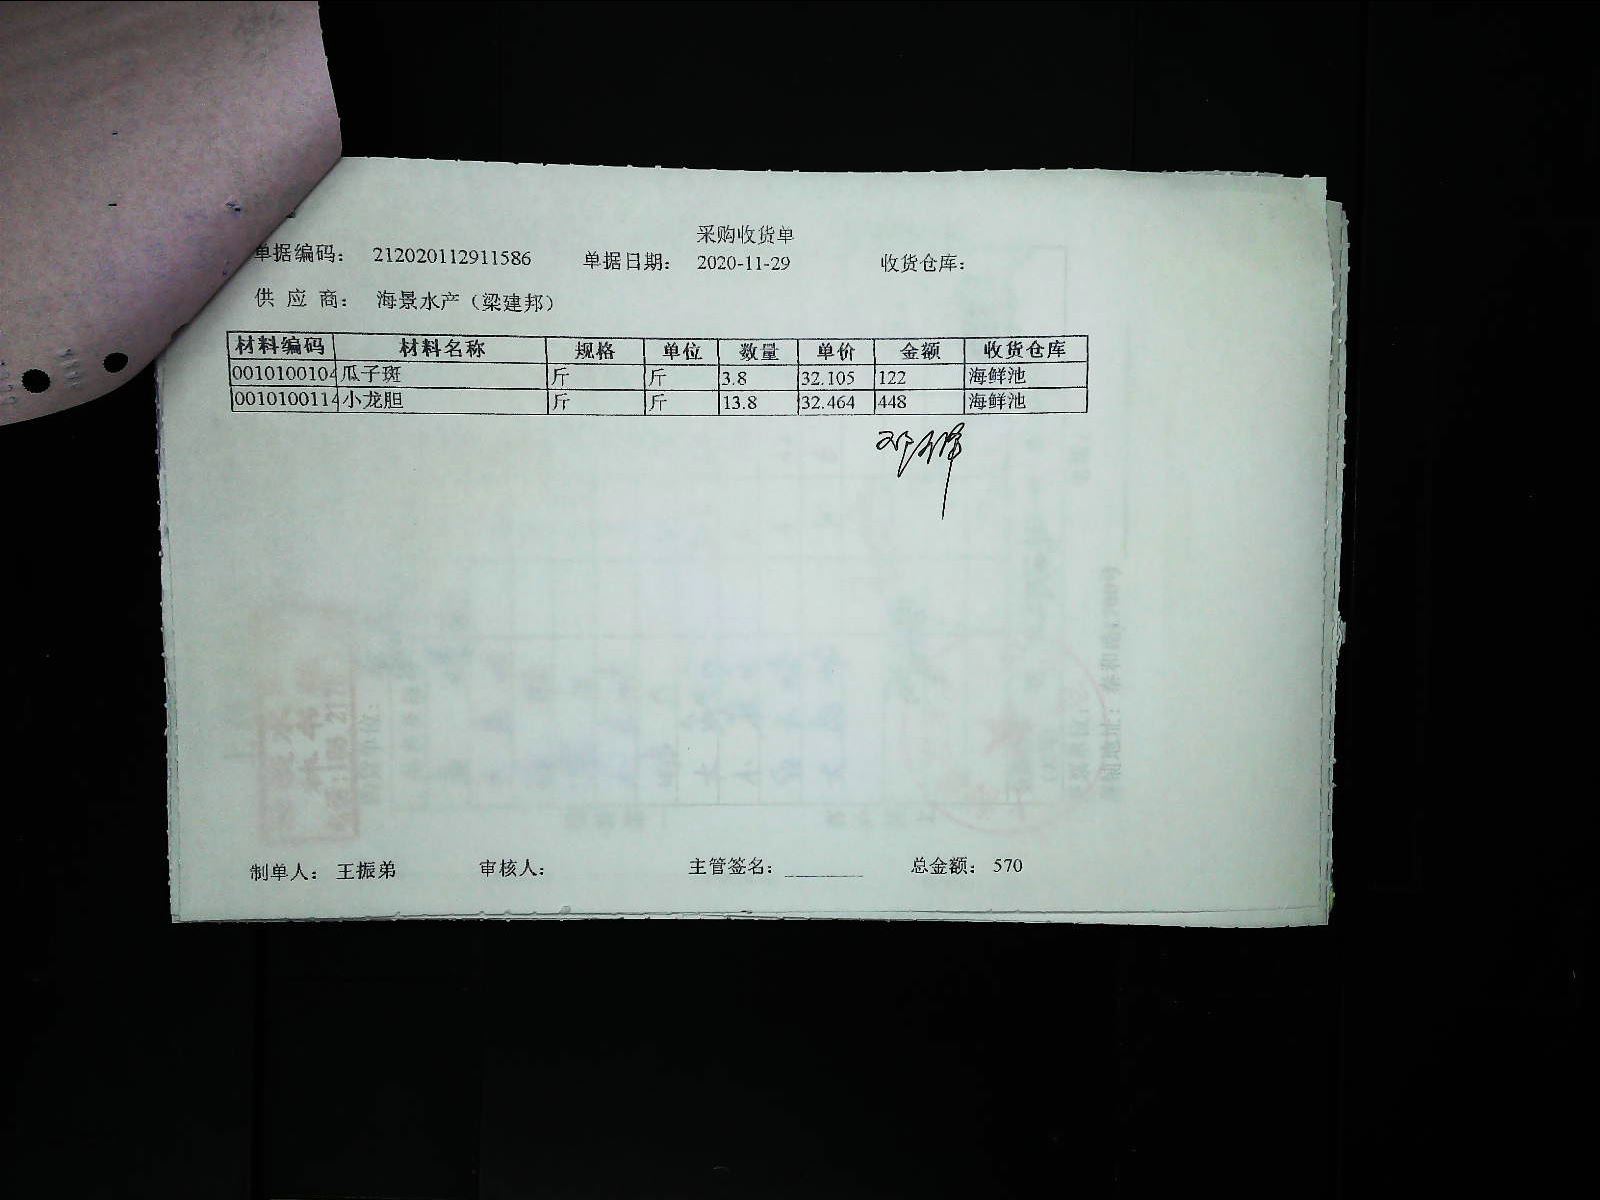 采购收货单
单据编码： 212020112911586 单据日期： 2020-11-29 收货仓库：
供 应 商： 海景水产（梁建邦）
材料编码 材料名称 规格 单位 数量 单价 金额 收货仓库
0010100104 瓜子斑 斤 斤 3.8 32.105 122 海鲜池
0010100114 小龙胆 斤 斤 13.8 32.464 448 海鲜池
制单人： 王振弟 审核人： 主管签名： 总金额： 570